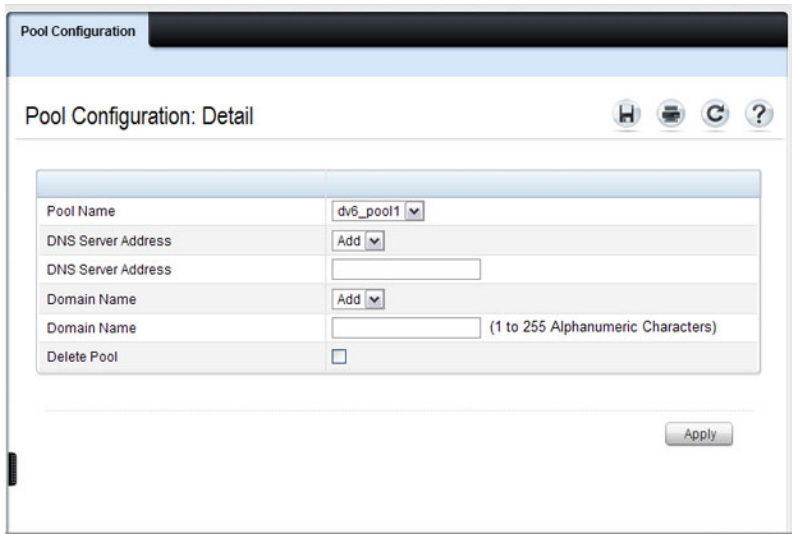 Pool Configuration
Pool Configuration: Detail
Pool Name dv6_pool1
DNS Server Address Add
DNS Server Address
Domain Name Add
Domain Name (1 to 255 Alphanumeric Characters)
Delete Pool
Apply